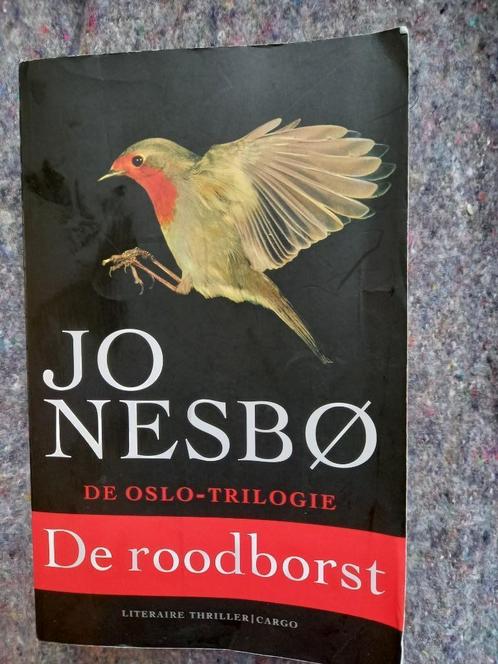 JO
NESBØ
DE OSLO-TRILOGIE
De roodborst
LITERAIRE THRILLER|CARGO